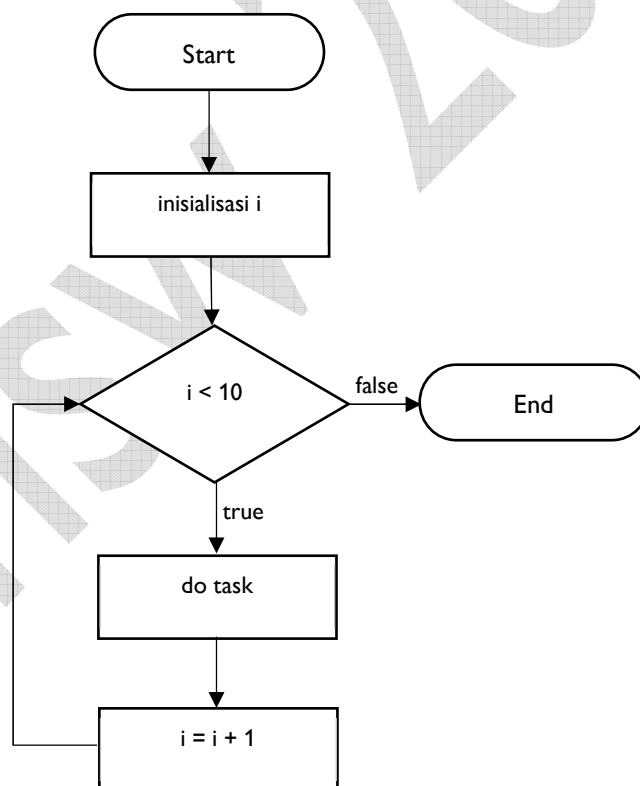 Start
inisialisasi i
i < 10
false
End
true
do task
i = i + 1